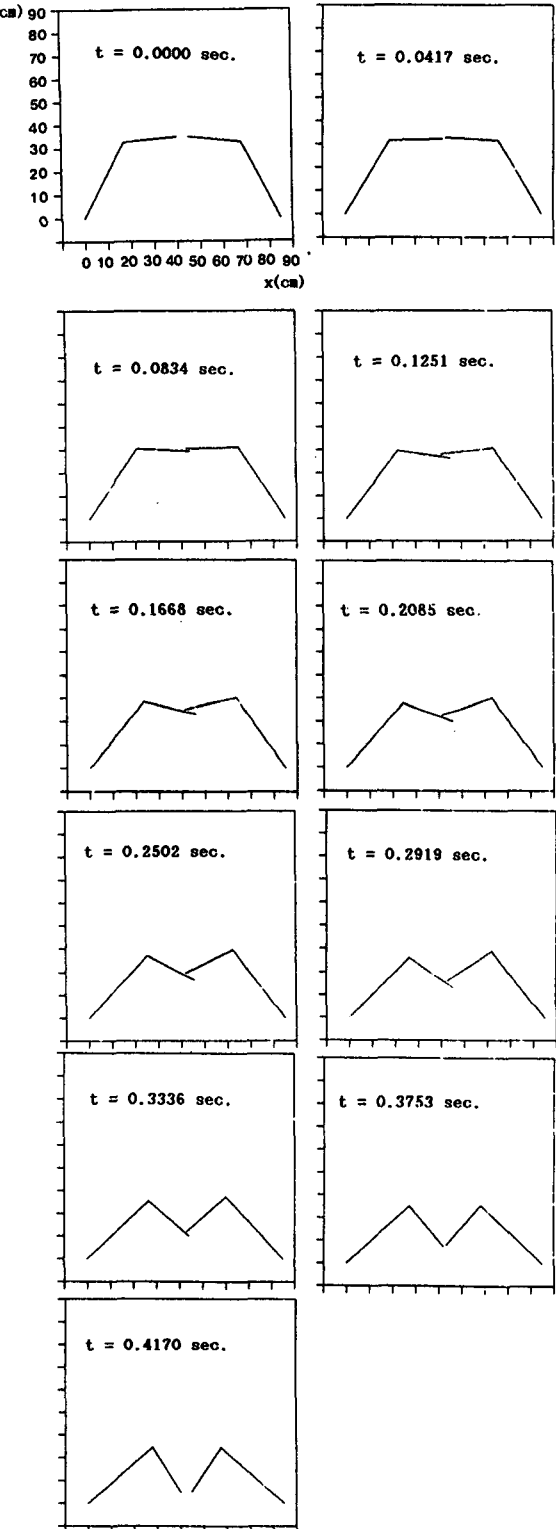 cm) 90
80
70
60
50
40
30
20
10
0
0 10 20 30 40 50 60 70 80 90
x(cm)
t = 0.0000 sec.
t = 0.0417 sec.
t = 0.0834 sec.
t = 0.1251 sec.
t = 0.1668 sec.
t = 0.2085 sec.
t = 0.2502 sec.
t = 0.2919 sec.
t = 0.3336 sec.
t = 0.3753 sec.
t = 0.4170 sec.